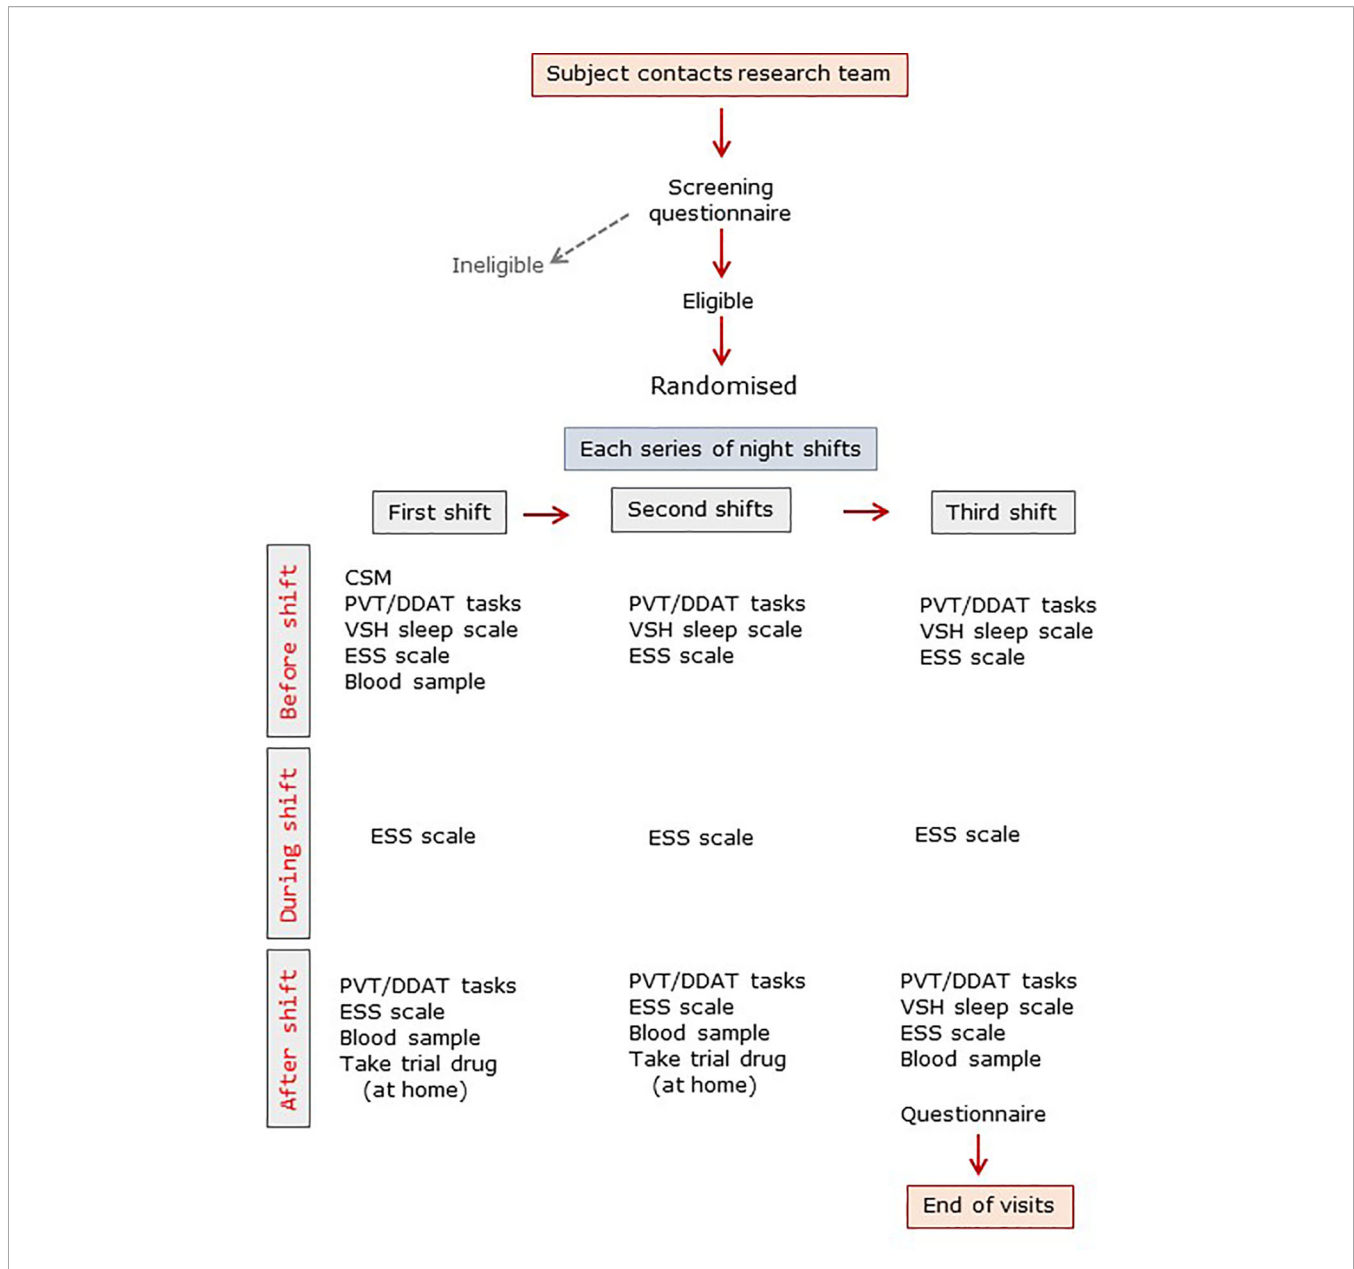 Subject contacts research team
Screening
questionnaire
Ineligible
Eligible
Randomised
Each series of night shifts
First shift
Second shifts
Third shift
Before shift
CSM
PVT/DDAT tasks
VSH sleep scale
ESS scale
Blood sample
PVT/DDAT tasks
VSH sleep scale
ESS scale
PVT/DDAT tasks
VSH sleep scale
ESS scale
During shift
ESS scale
ESS scale
ESS scale
After shift
PVT/DDAT tasks
ESS scale
Blood sample
Take trial drug
(at home)
PVT/DDAT tasks
ESS scale
Blood sample
Take trial drug
(at home)
PVT/DDAT tasks
VSH sleep scale
ESS scale
Blood sample
Questionnaire
End of visits